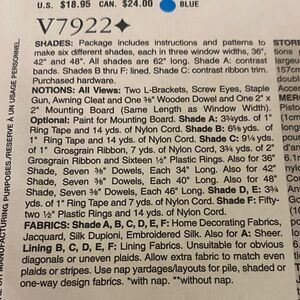 U.S. $18.95 CAN. $24.00 BLUE
V7922
SHADES: Package includes instructions and patterns to
make six different shades, each in three window widths, 36",
42" and 48". All shades are 62" long. Shade A: contrast
bands. Shades B thru F: lined. Shade C: contrast ribbon trim.
Purchased hardware.
NOTIONS: All Views: Two L-Brackets, Screw Eyes, Staple
Gun, Awning Cleat and One ⅜" Wooden Dowel and One 2" x
2" Mounting Board (Same Length as Window Width).
Optional: Paint for Mounting Board. Shade A: 3¾yds. of 1"
Ring Tape and 14 yds. of Nylon Cord. Shade B: 6⅝ yds. of
1" Ring Tape and 14 yds. of Nylon Cord. Shade C: 9¼ yds.
of 1" Grosgrain Ribbon, 7 yds. of Nylon Cord, 3¾ yds. of 2"
Grosgrain Ribbon and Sixteen ½" Plastic Rings. Also for 36"
Shade, Seven ⅜" Dowels, Each 34" Long. Also for 42"
Shade, Seven ⅜" Dowels, Each 40" Long. Also for 48"
Shade, Seven ⅜" Dowels, Each 46" Long. Shade D, E: 3¾
yds. of 1" Ring Tape and 7 yds. of Nylon Cord. Shade F: Fifty-
two ½" Plastic Rings and 14 yds. of Nylon Cord.
FABRICS: Shade A, B, C, E, F: Home Decorating Fabrics,
Jacquard, Silk Dupioni, Embroidered Silk. Also for A: Sheer.
Lining B, C, D, E, F: Lining. Unsuitable for obvious
diagonals or uneven plaids. Allow extra fabric to match even
plaids or stripes. Use nap yardages/layouts for pile, shaded or
one-way design fabrics. *with nap. **without nap.
MANUFACTURING PURPOSES./RÉSERVÉ À UN USAGE PERSONNEL